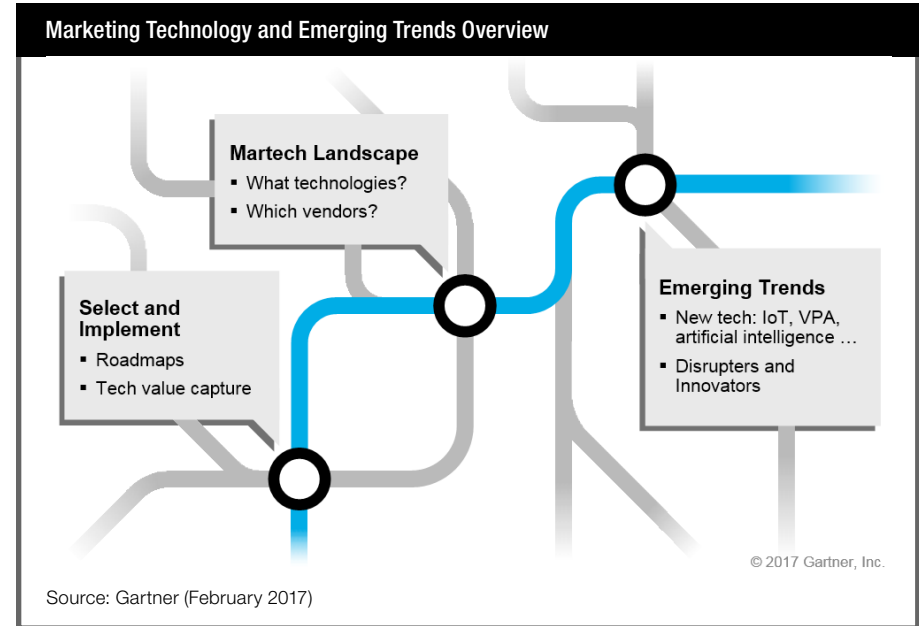 Marketing Technology and Emerging Trends Overview
Martech Landscape
▪ What technologies?
▪ Which vendors?
Select and
Implement
▪ Roadmaps
▪ Tech value capture
Emerging Trends
▪ New tech: IoT, VPA,
artificial intelligence …
▪ Disrupters and
Innovators
© 2017 Gartner, Inc.
Source: Gartner (February 2017)